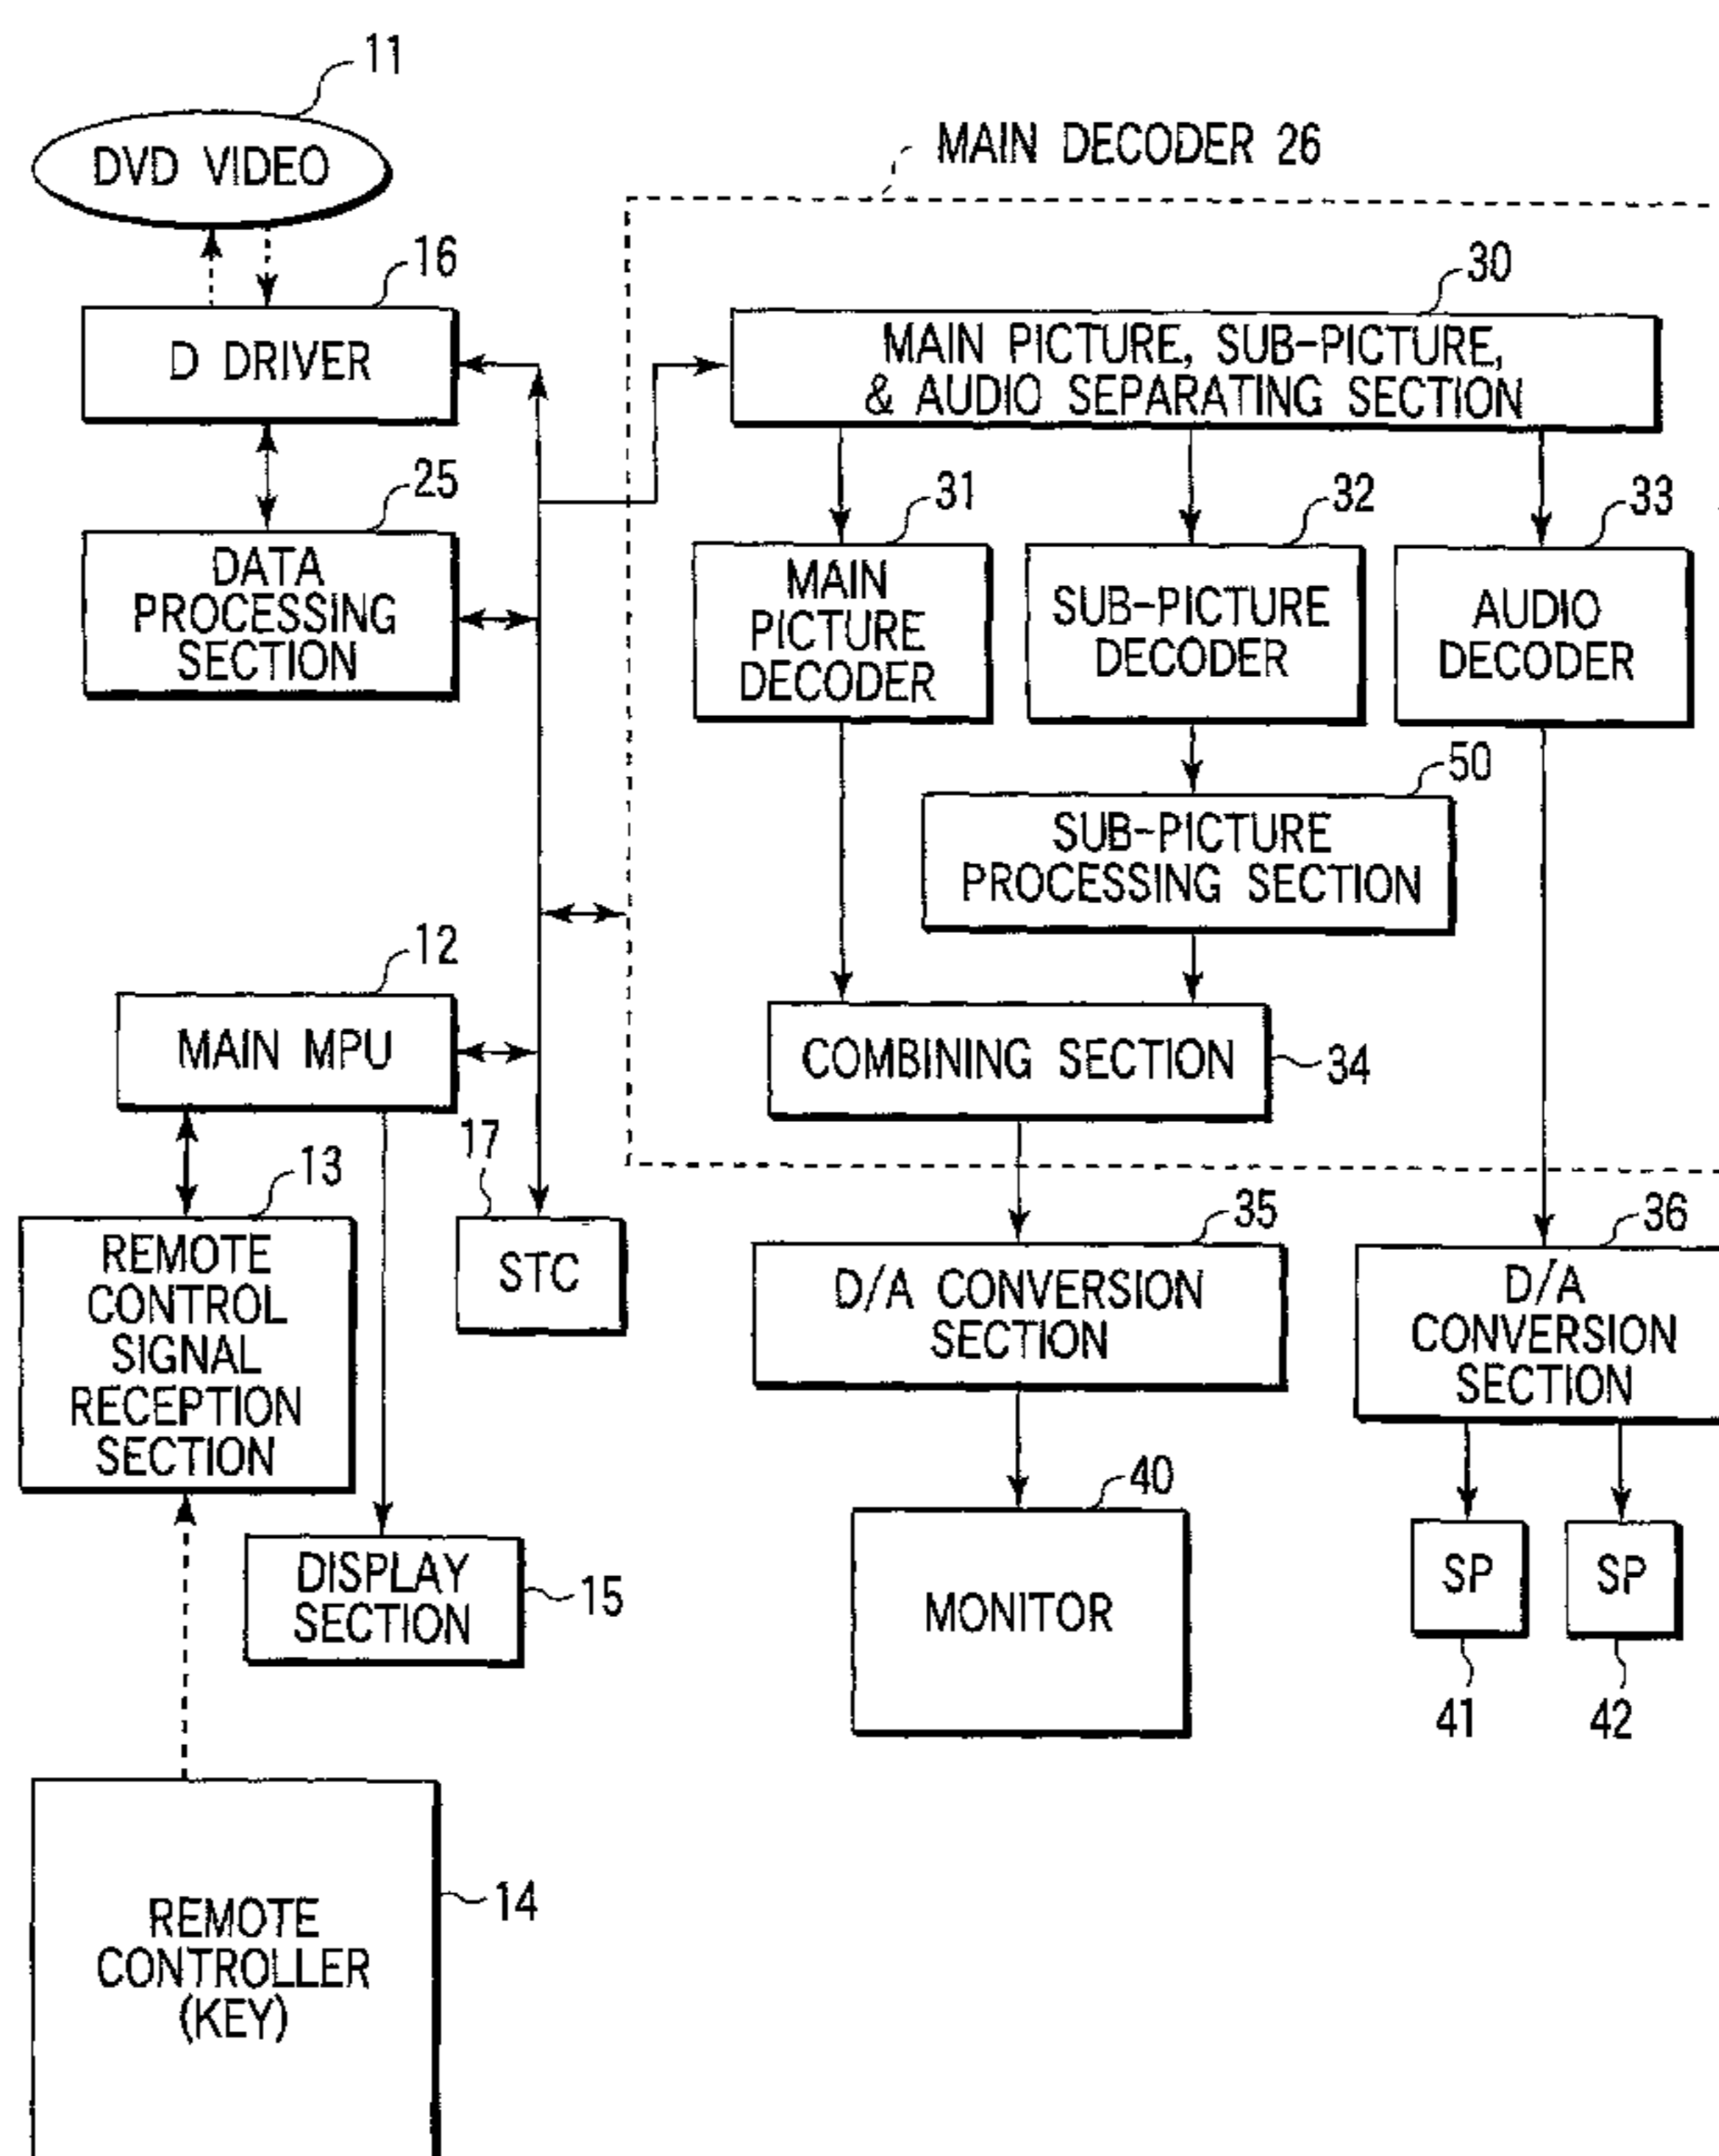 11
DVD VIDEO
MAIN DECODER 26
16
D DRIVER
30
MAIN PICTURE, SUB-PICTURE,
& AUDIO SEPARATING SECTION
25
DATA
PROCESSING
SECTION
31
MAIN
PICTURE
DECODER
32
SUB-PICTURE
DECODER
33
AUDIO
DECODER
50
SUB-PICTURE
PROCESSING SECTION
12
MAIN MPU
COMBINING SECTION
34
13
REMOTE
CONTROL
SIGNAL
RECEPTION
SECTION
17
STC
35
D/A CONVERSION
SECTION
36
D/A
CONVERSION
SECTION
DISPLAY
SECTION
15
40
MONITOR
SP
SP
41
42
REMOTE
CONTROLLER
(KEY)
14